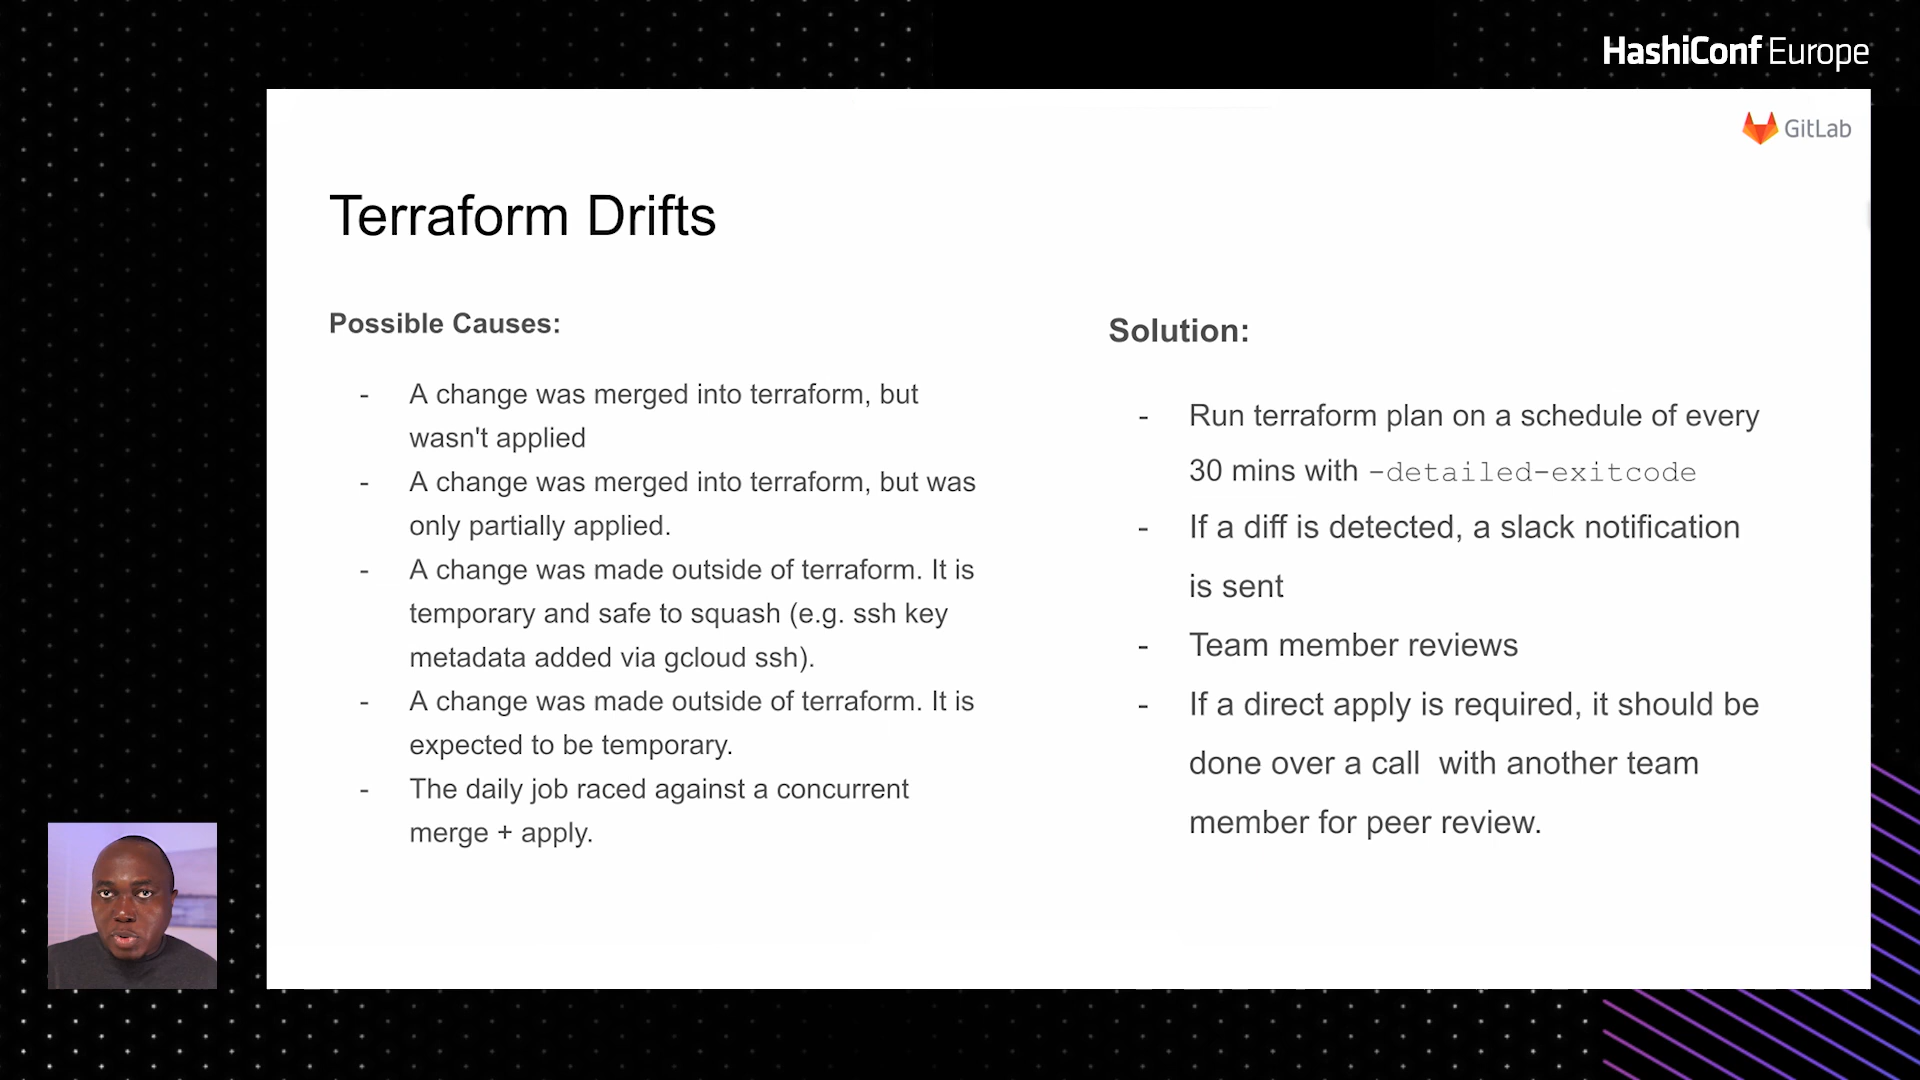 HashiConf Europe
GitLab
Terraform Drifts
Possible Causes:
- A change was merged into terraform, but
wasn't applied
- A change was merged into terraform, but was
only partially applied.
- A change was made outside of terraform. It is
temporary and safe to squash (e.g. ssh key
metadata added via gcloud ssh).
- A change was made outside of terraform. It is
expected to be temporary.
- The daily job raced against a concurrent
merge + apply.
Solution:
- Run terraform plan on a schedule of every
30 mins with -detailed-exitcode
- If a diff is detected, a slack notification
is sent
- Team member reviews
- If a direct apply is required, it should be
done over a call  with another team
member for peer review.